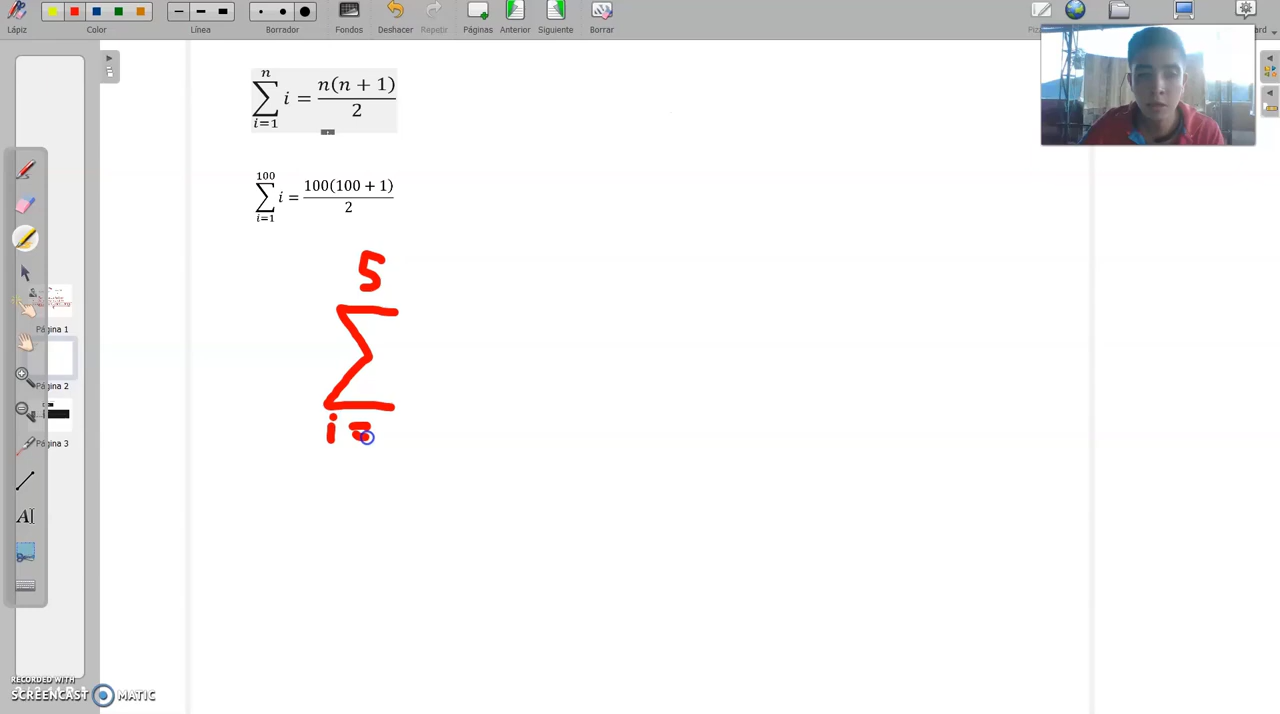 Lápiz Color Línea Borrador Fondos Deshacer Repetir Páginas Anterior Siguiente Borrar
n
∑ i = n(n + 1) / 2
i=1
100
∑ i = 100(100 + 1) / 2
i=1
5
∑
i =
Página 1
Página 2
Página 3
A
RECORDED WITH
SCREENCAST MATIC